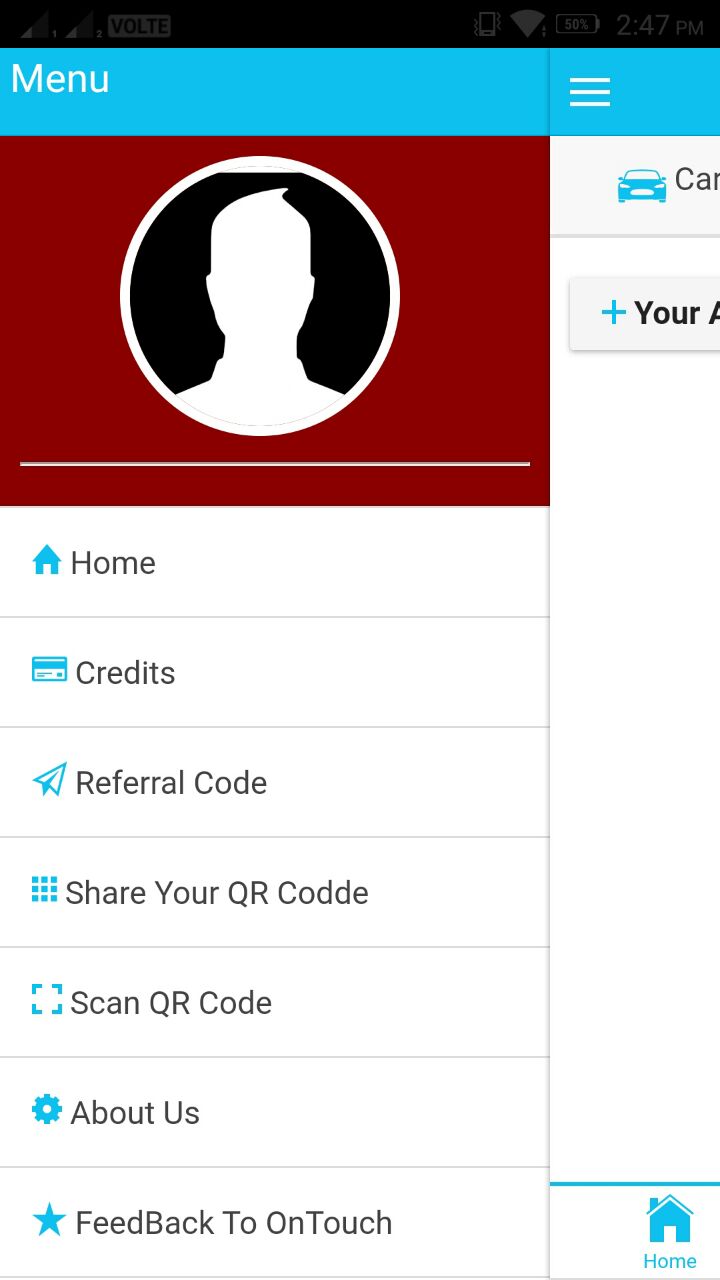 1 2 VOLTE 50% 2:47 PM
Menu
Car
Your A
Home
Credits
Referral Code
Share Your QR Codde
Scan QR Code
About Us
FeedBack To OnTouch
Home